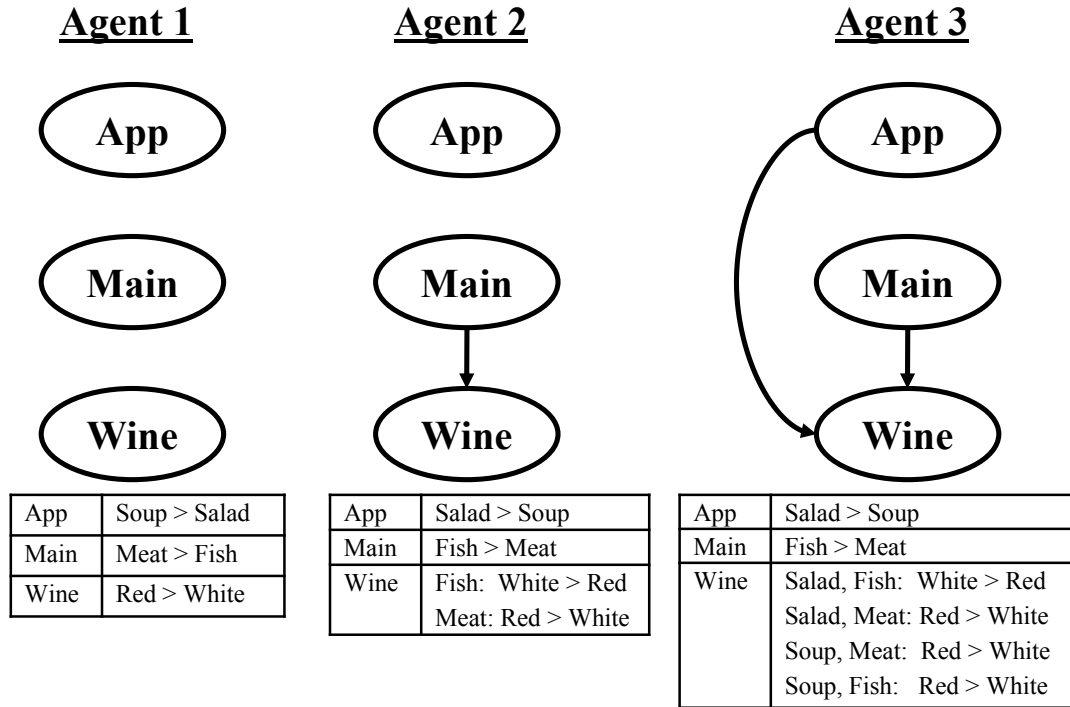 Agent 1
App
Main
Wine
App Soup > Salad
Main Meat > Fish
Wine Red > White
Agent 2
App
Main
Wine
App Salad > Soup
Main Fish > Meat
Wine Fish: White > Red
Meat: Red > White
Agent 3
App
Main
Wine
App Salad > Soup
Main Fish > Meat
Wine Salad, Fish: White > Red
Salad, Meat: Red > White
Soup, Meat: Red > White
Soup, Fish: Red > White